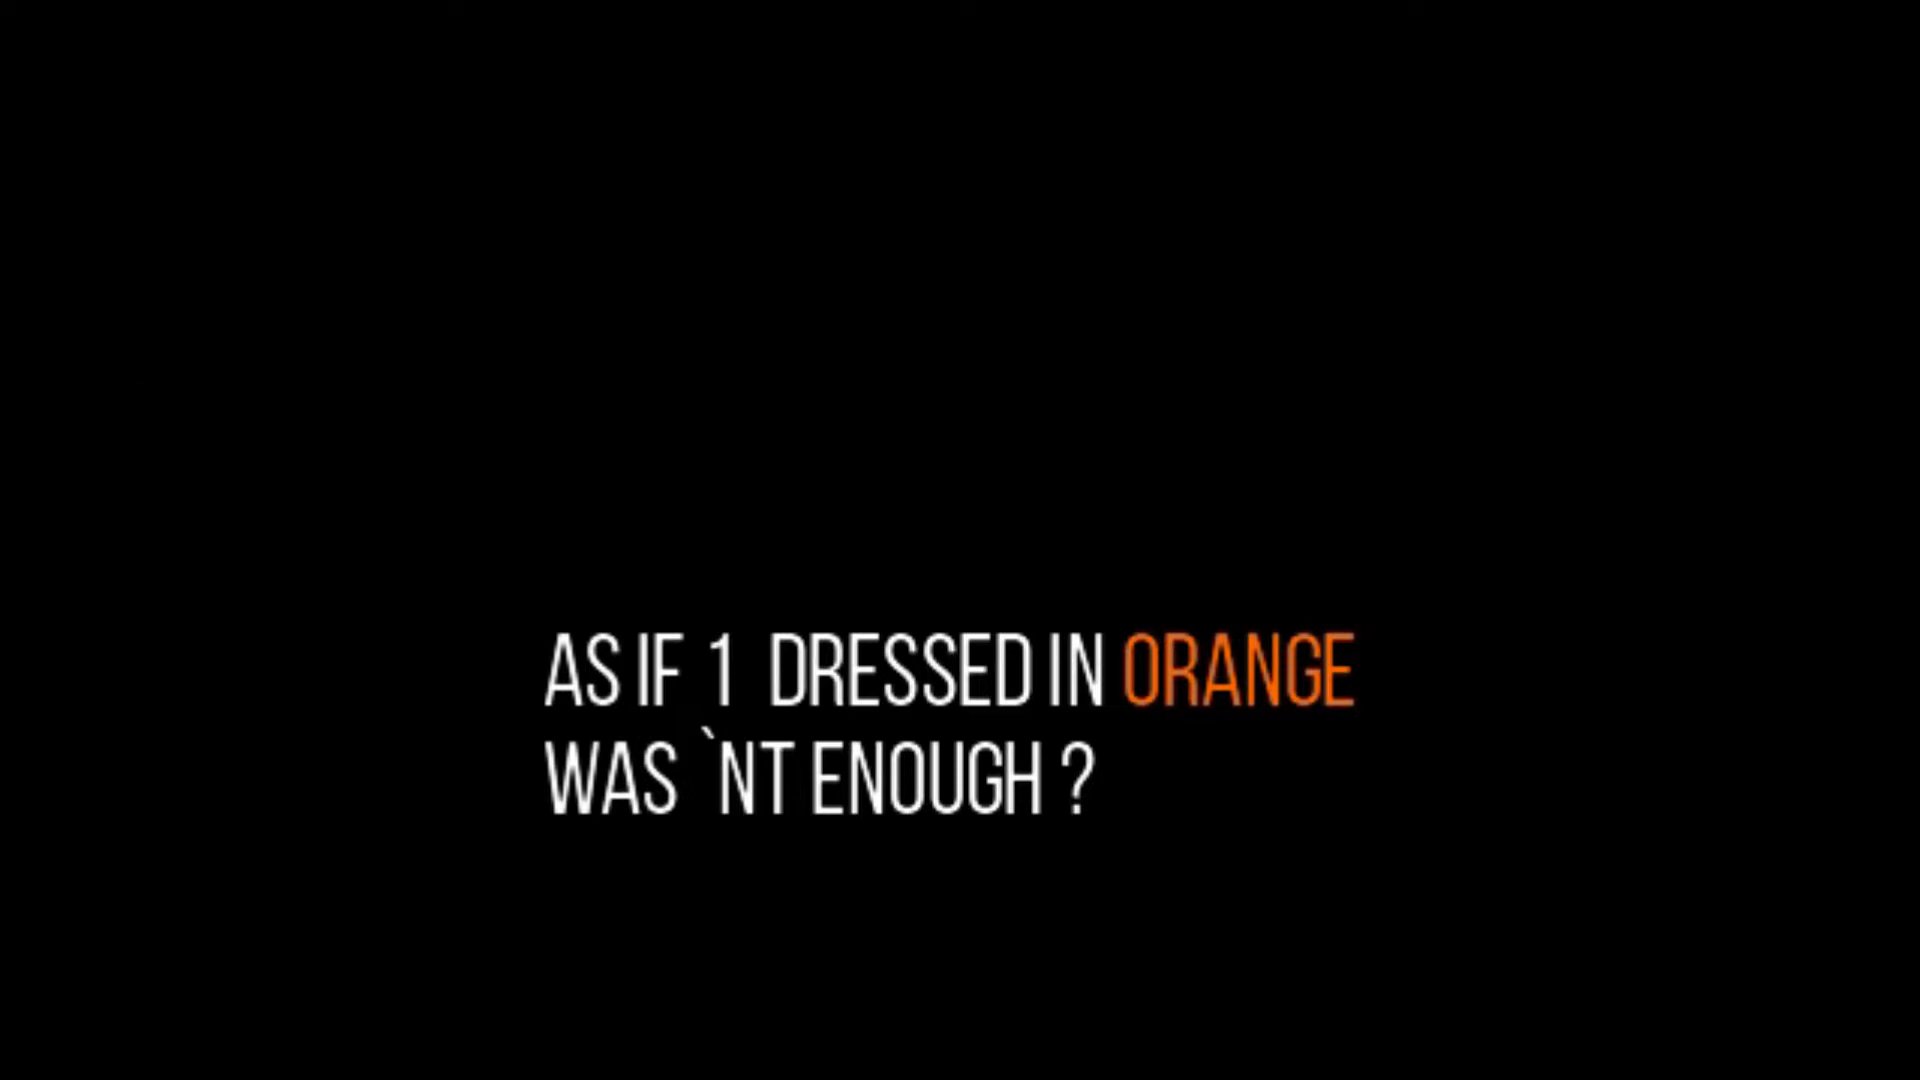 AS IF 1 DRESSED IN ORANGE
WAS `NT ENOUGH ?